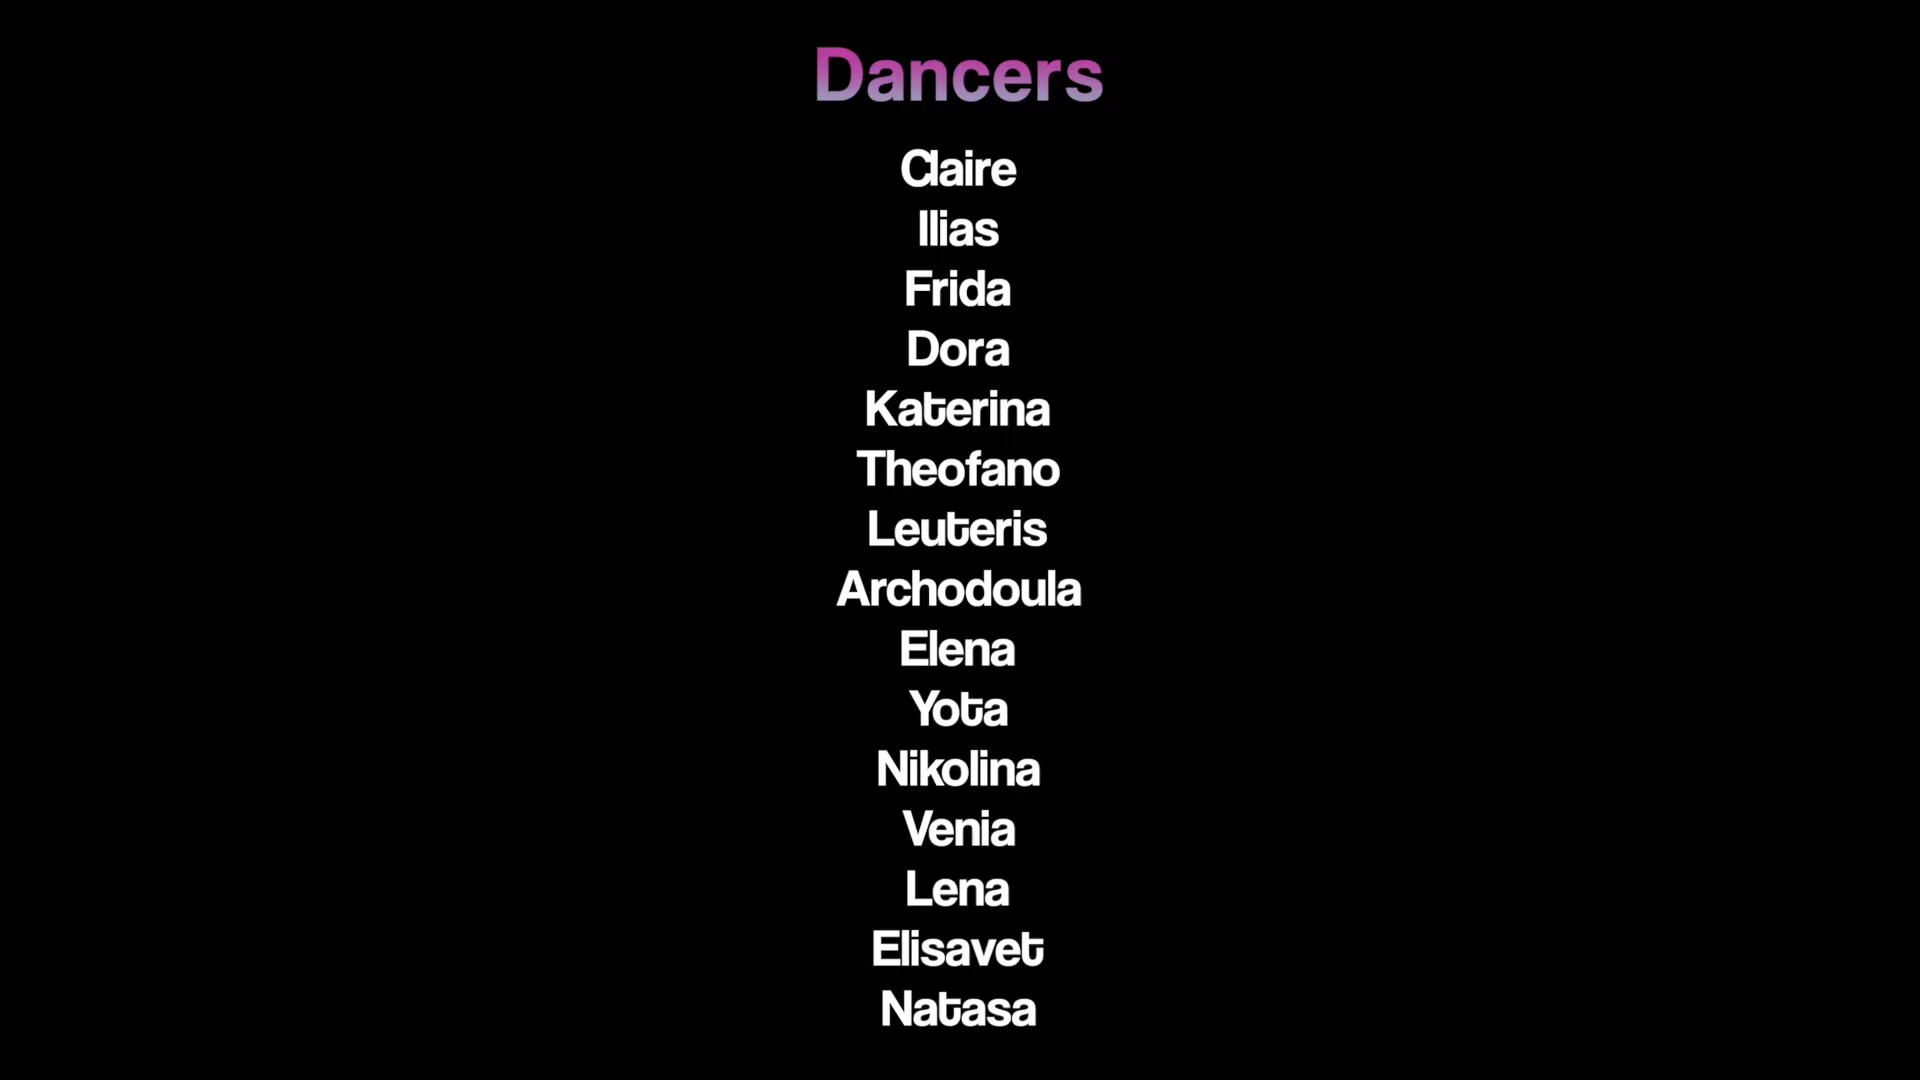 Dancers
Claire
Ilias
Frida
Dora
Katerina
Theofano
Leuteris
Archodoula
Elena
Yota
Nikolina
Venia
Lena
Elisavet
Natasa